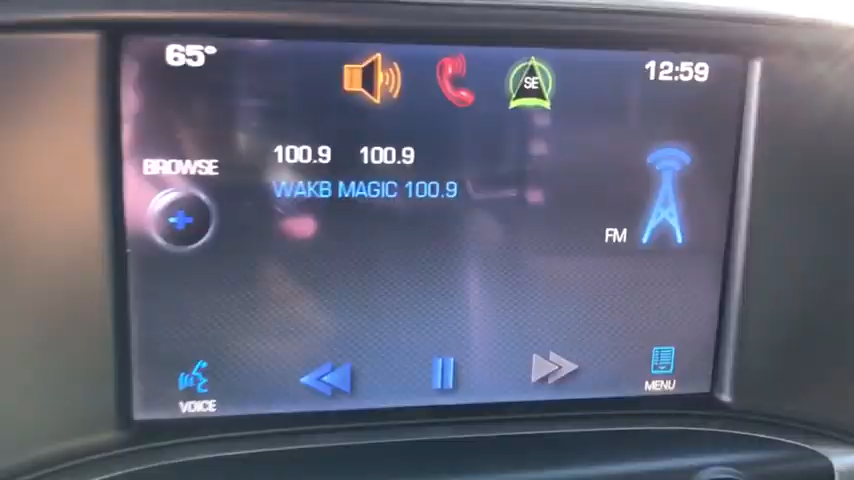 65°
SE
12:59
BROWSE
100.9 100.9
WAKB MAGIC 100.9
FM
VOICE
MENU